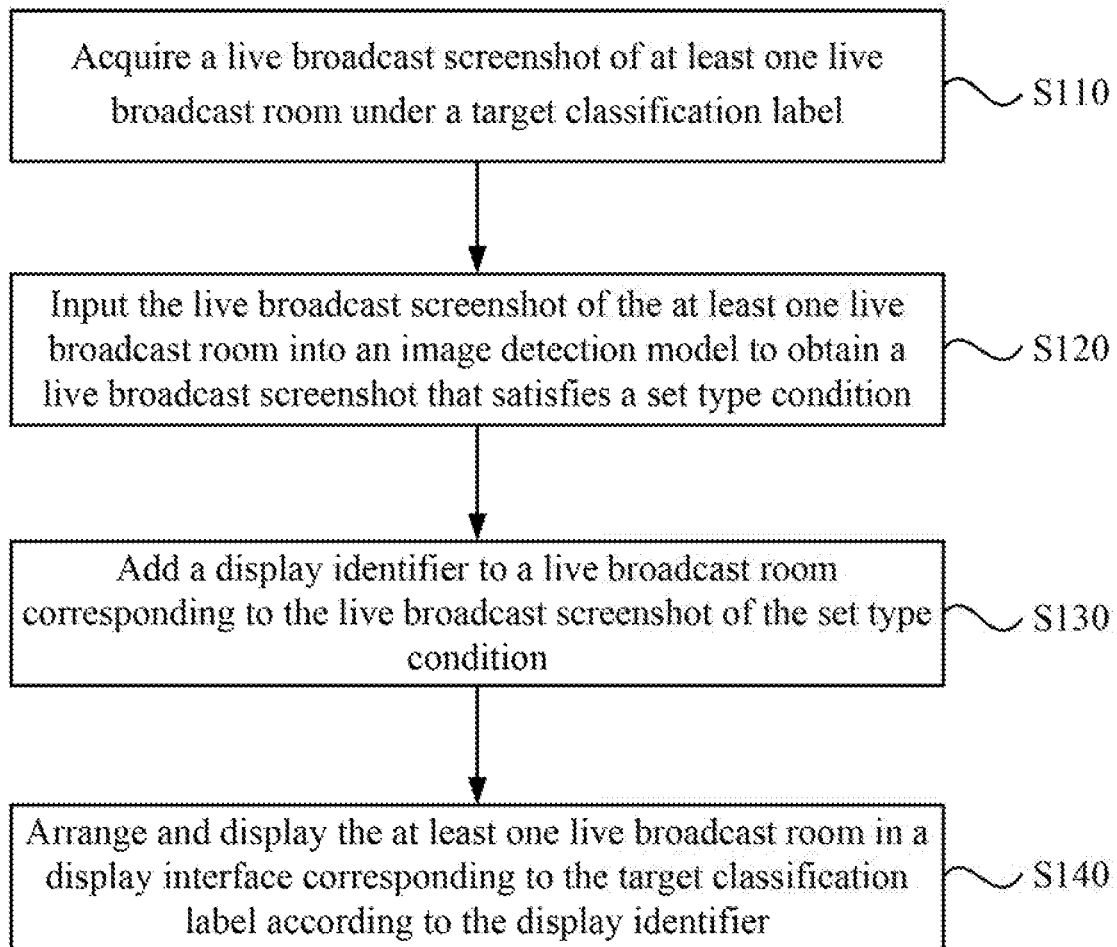 Acquire a live broadcast screenshot of at least one live
broadcast room under a target classification label
S110
Input the live broadcast screenshot of the at least one live
broadcast room into an image detection model to obtain a
live broadcast screenshot that satisfies a set type condition
S120
Add a display identifier to a live broadcast room
corresponding to the live broadcast screenshot of the set type
condition
S130
Arrange and display the at least one live broadcast room in a
display interface corresponding to the target classification
label according to the display identifier
S140